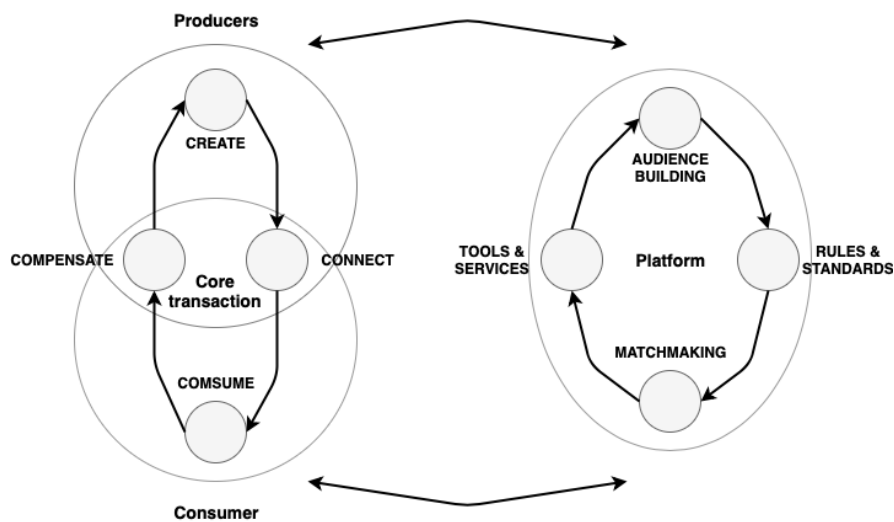 Producers
CREATE
COMPENSATE
CONNECT
Core
transaction
COMSUME
Consumer
AUDIENCE
BUILDING
TOOLS &
SERVICES
Platform
RULES &
STANDARDS
MATCHMAKING